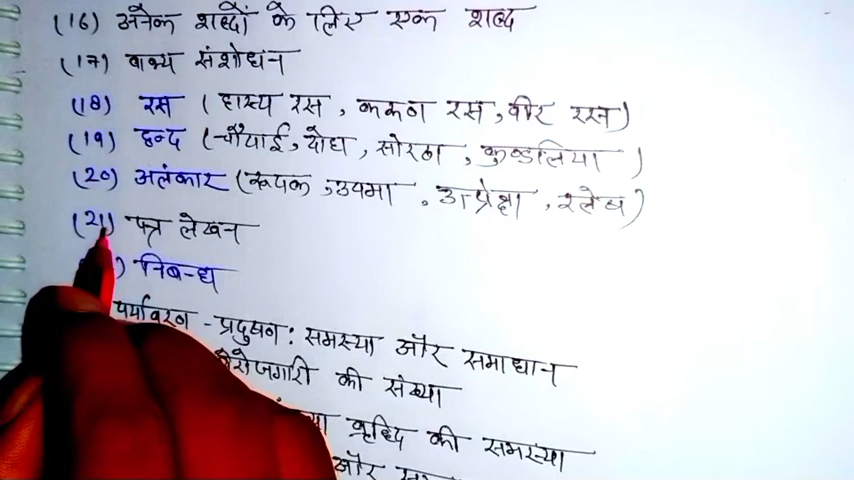 (16) अनेक शब्दों के लिए एक शब्द
(17) वाक्य संशोधन
(18) रस (हास्य रस, करूण रस, वीर रस)
(19) छन्द (चौपाई, दोहा, सोरठा, कुण्डलिया)
(20) अलंकार (रूपक, उपमा, उत्प्रेक्षा, श्लेष)
(21) पत्र लेखन
) निबन्ध
पर्यावरण - प्रदुषण : समस्या और समाधान
बेरोजगारी की संख्या
वृद्धि की समस्या
और